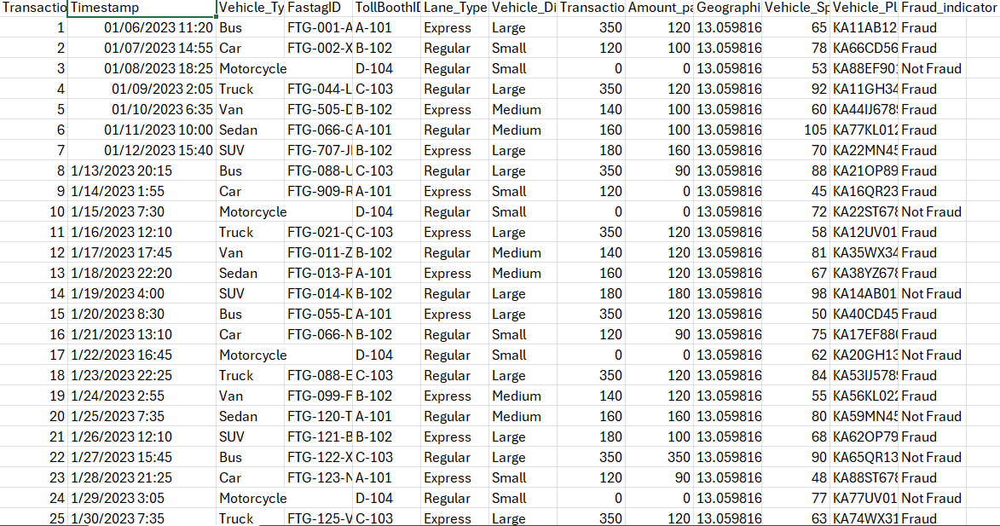 Transactio Timestamp Vehicle_Ty FastagID TollBoothID Lane_Type Vehicle_Di Transactio Amount_pa Geographi Vehicle_Sp Vehicle_Pl Fraud_indicator
1 01/06/2023 11:20 Bus FTG-001-A A-101 Express Large 350 120 13.059816 65 KA11AB12 Fraud
2 01/07/2023 14:55 Car FTG-002-X B-102 Regular Small 120 100 13.059816 78 KA66CD56 Fraud
3 01/08/2023 18:25 Motorcycle D-104 Regular Small 0 0 13.059816 53 KA88EF90 Not Fraud
4 01/09/2023 2:05 Truck FTG-044-L C-103 Regular Large 350 120 13.059816 92 KA11GH34 Fraud
5 01/10/2023 6:35 Van FTG-505-D B-102 Express Medium 140 100 13.059816 60 KA44IJ678 Fraud
6 01/11/2023 10:00 Sedan FTG-066-G A-101 Regular Medium 160 100 13.059816 105 KA77KL012 Fraud
7 01/12/2023 15:40 SUV FTG-707-J B-102 Express Large 180 160 13.059816 70 KA22MN45 Fraud
8 1/13/2023 20:15 Bus FTG-088-U C-103 Regular Large 350 90 13.059816 88 KA21OP89 Fraud
9 1/14/2023 1:55 Car FTG-909-R A-101 Express Small 120 0 13.059816 45 KA16QR23 Fraud
10 1/15/2023 7:30 Motorcycle D-104 Regular Small 0 0 13.059816 72 KA22ST678 Not Fraud
11 1/16/2023 12:10 Truck FTG-021-Q C-103 Express Large 350 120 13.059816 58 KA12UV01 Fraud
12 1/17/2023 17:45 Van FTG-011-Z B-102 Regular Medium 140 120 13.059816 81 KA35WX34 Fraud
13 1/18/2023 22:20 Sedan FTG-013-P A-101 Express Medium 160 120 13.059816 67 KA38YZ678 Fraud
14 1/19/2023 4:00 SUV FTG-014-K B-102 Regular Large 180 180 13.059816 98 KA14AB01 Not Fraud
15 1/20/2023 8:30 Bus FTG-055-D A-101 Express Large 350 120 13.059816 50 KA40CD45 Fraud
16 1/21/2023 13:10 Car FTG-066-N B-102 Regular Small 120 90 13.059816 75 KA17EF88 Fraud
17 1/22/2023 16:45 Motorcycle D-104 Regular Small 0 0 13.059816 62 KA20GH13 Not Fraud
18 1/23/2023 22:25 Truck FTG-088-E C-103 Regular Large 350 120 13.059816 84 KA53IJ578 Fraud
19 1/24/2023 2:55 Van FTG-099-F B-102 Express Medium 140 120 13.059816 55 KA56KL022 Fraud
20 1/25/2023 7:35 Sedan FTG-120-T A-101 Regular Medium 160 160 13.059816 80 KA59MN45 Not Fraud
21 1/26/2023 12:10 SUV FTG-121-B B-102 Express Large 180 100 13.059816 68 KA62OP79 Fraud
22 1/27/2023 15:45 Bus FTG-122-X C-103 Regular Large 350 350 13.059816 90 KA65QR13 Not Fraud
23 1/28/2023 21:25 Car FTG-123-N A-101 Express Small 120 90 13.059816 48 KA88ST678 Fraud
24 1/29/2023 3:05 Motorcycle D-104 Regular Small 0 0 13.059816 77 KA77UV01 Not Fraud
25 1/30/2023 7:35 Truck FTG-125-V C-103 Express Large 350 120 13.059816 63 KA74WX31 Fraud